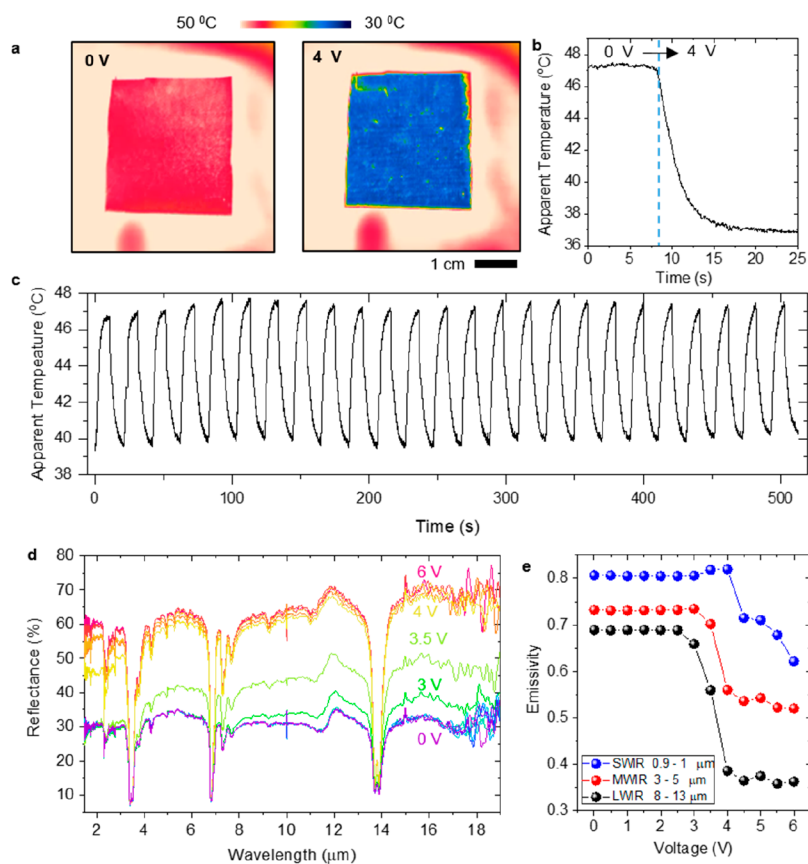 50 ⁰C 30 ⁰C
a
0 V
4 V
1 cm
b
0 V 4 V
Apparent Temperature (⁰C)
48
46
44
42
40
38
36
0 5 10 15 20 25
Time (s)
c
Apparent Tempeature (⁰C)
48
46
44
42
40
38
0 100 200 300 400 500
Time (s)
d
Reflectance (%)
80
70
60
50
40
30
20
10
6 V
4 V
3.5 V
3 V
0 V
2 4 6 8 10 12 14 16 18
Wavelength (μm)
e
Emissivity
0.8
0.7
0.6
0.5
0.4
0.3
SWIR 0.9 - 1 μm
MWIR 3 - 5 μm
LWIR 8 - 13 μm
0 1 2 3 4 5 6
Voltage (V)